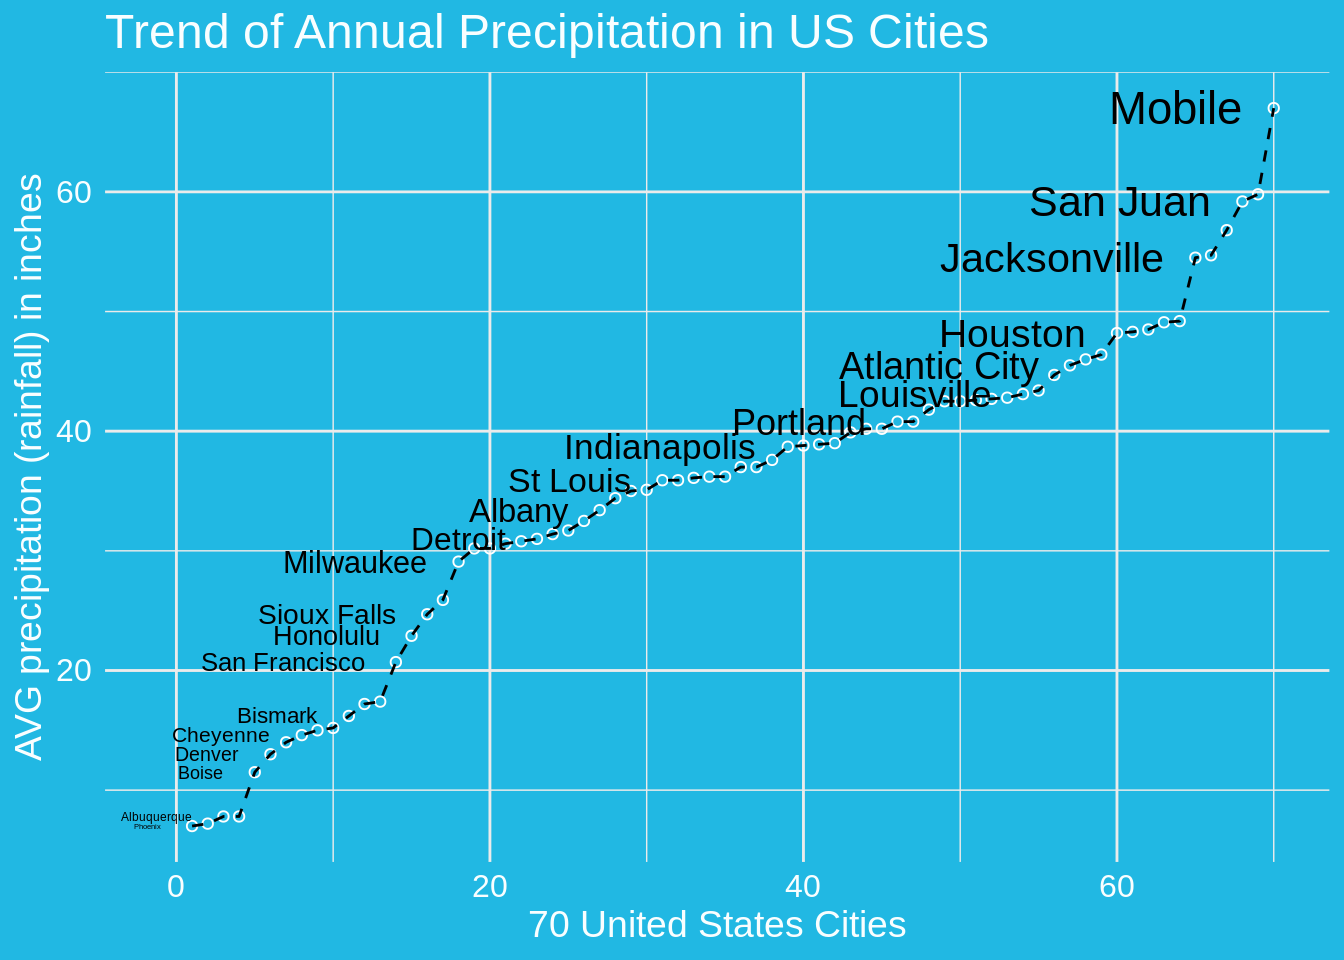 Trend of Annual Precipitation in US Cities
AVG precipitation (rainfall) in inches
60
40
20
Mobile
San Juan
Jacksonville
Houston
Atlantic City
Louisville
Portland
Indianapolis
St Louis
Albany
Detroit
Milwaukee
Sioux Falls
Honolulu
San Francisco
Bismark
Cheyenne
Denver
Boise
Albuquerque
Phoenix
0
20
40
60
70 United States Cities